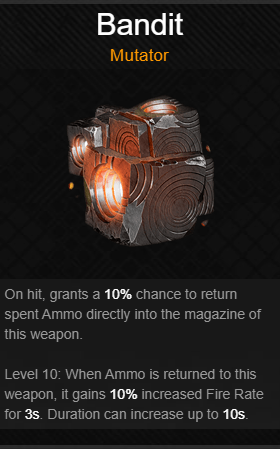 Bandit
Mutator
On hit, grants a 10% chance to return
spent Ammo directly into the magazine of
this weapon.
Level 10: When Ammo is returned to this
weapon, it gains 10% increased Fire Rate
for 3s. Duration can increase up to 10s.